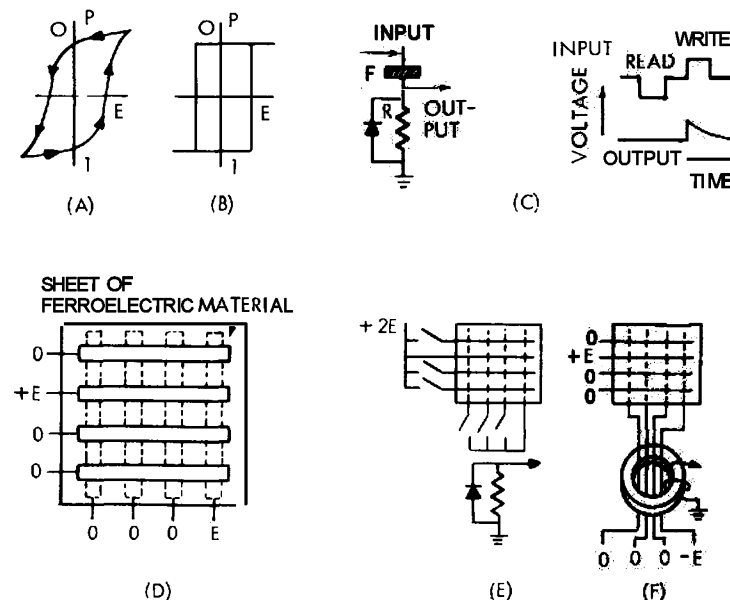 O P
E
1
(A)
O P
E
1
(B)
INPUT
F
R
OUT-
PUT
INPUT
READ
WRITE
VOLTAGE
OUTPUT
TIME
(C)
SHEET OF
FERROELECTRIC MATERIAL
0
+E
0
0
0 0 0 E
(D)
+ 2E
(E)
0
+E
0
0
0 0 0 -E
(F)